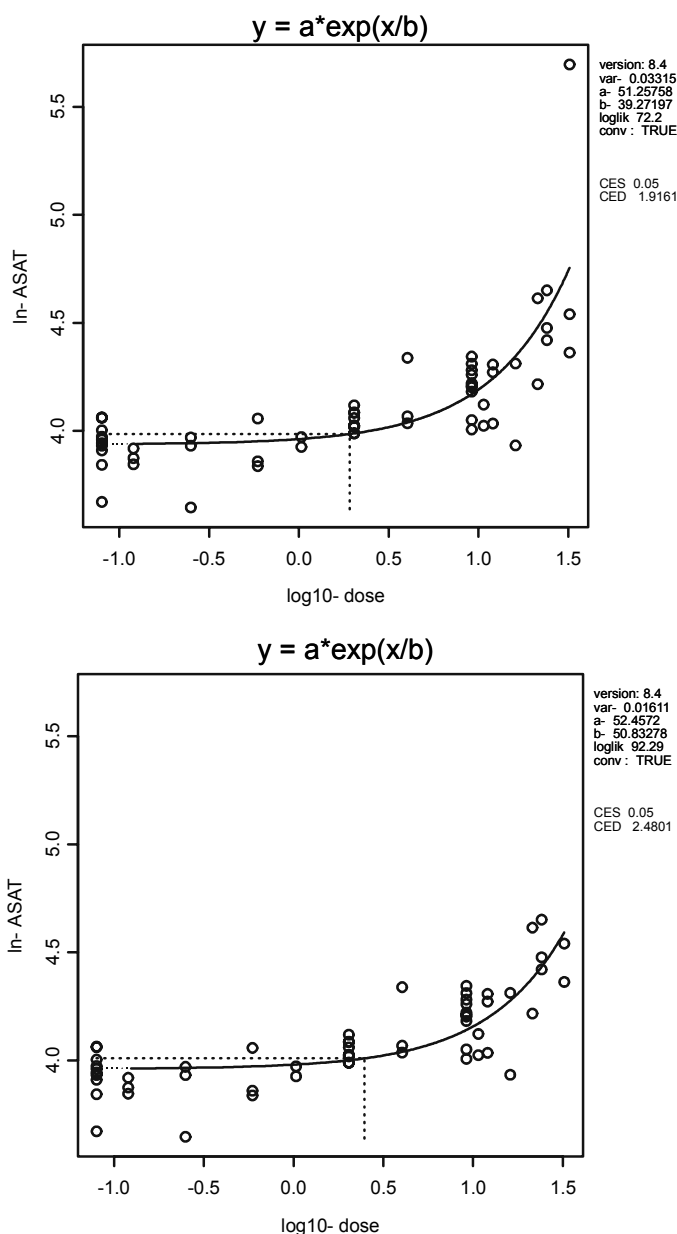 y = a*exp(x/b)
version: 8.4
var- 0.03315
a- 51.25758
b- 39.27197
loglik 72.2
conv : TRUE
CES 0.05
CED 1.9161
5.5
5.0
4.5
4.0
ln- ASAT
-1.0 -0.5 0.0 0.5 1.0 1.5
log10- dose
y = a*exp(x/b)
version: 8.4
var- 0.01611
a- 52.4572
b- 50.83278
loglik 92.29
conv : TRUE
CES 0.05
CED 2.4801
5.5
5.0
4.5
4.0
ln- ASAT
-1.0 -0.5 0.0 0.5 1.0 1.5
log10- dose